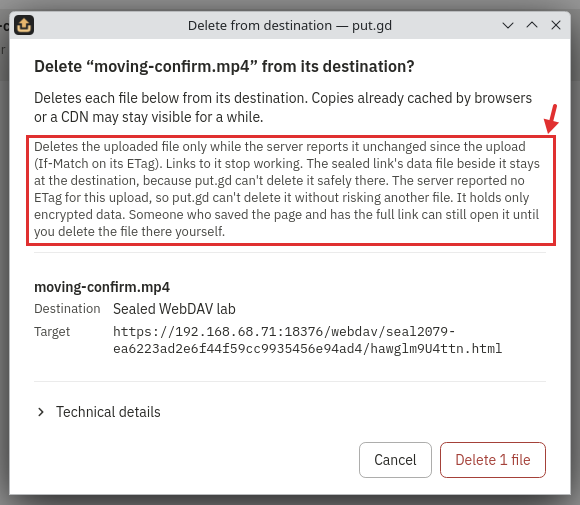 Delete from destination — put.gd
Delete “moving-confirm.mp4” from its destination?
Deletes each file below from its destination. Copies already cached by browsers
or a CDN may stay visible for a while.
Deletes the uploaded file only while the server reports it unchanged since the upload
(If-Match on its ETag). Links to it stop working. The sealed link's data file beside it stays
at the destination, because put.gd can't delete it safely there. The server reported no
ETag for this upload, so put.gd can't delete it without risking another file. It holds only
encrypted data. Someone who saved the page and has the full link can still open it until
you delete the file there yourself.
moving-confirm.mp4
Destination Sealed WebDAV lab
Target https://192.168.68.71:18376/webdav/seal2079-
ea6223ad2e6f44f59cc9935456e94ad4/hawglm9U4ttn.html
Technical details
Cancel Delete 1 file